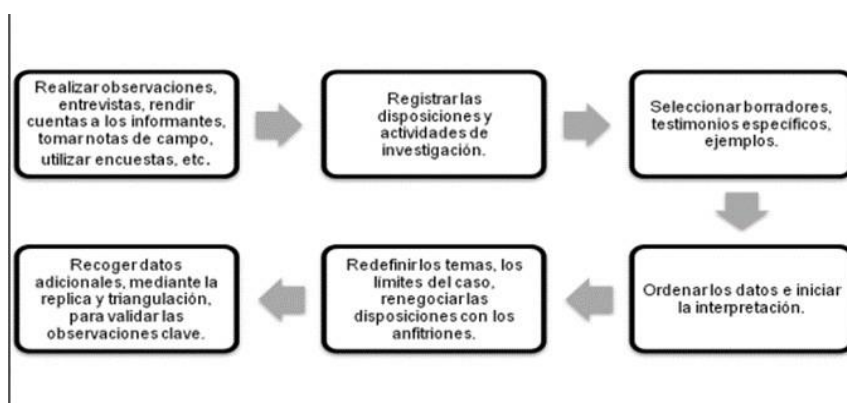 Realizar observaciones,
entrevistas, rendir
cuentas a los informantes,
tomar notas de campo,
utilizar encuestas, etc.
Registrar las
disposiciones y
actividades de
investigación.
Seleccionar borradores,
testimonios específicos,
ejemplos.
Ordenar los datos e iniciar
la interpretación.
Redefinir los temas, los
límites del caso,
renegociar las
disposiciones con los
anfitriones.
Recoger datos
adicionales, mediante la
replica y triangulación,
para validar las
observaciones clave.